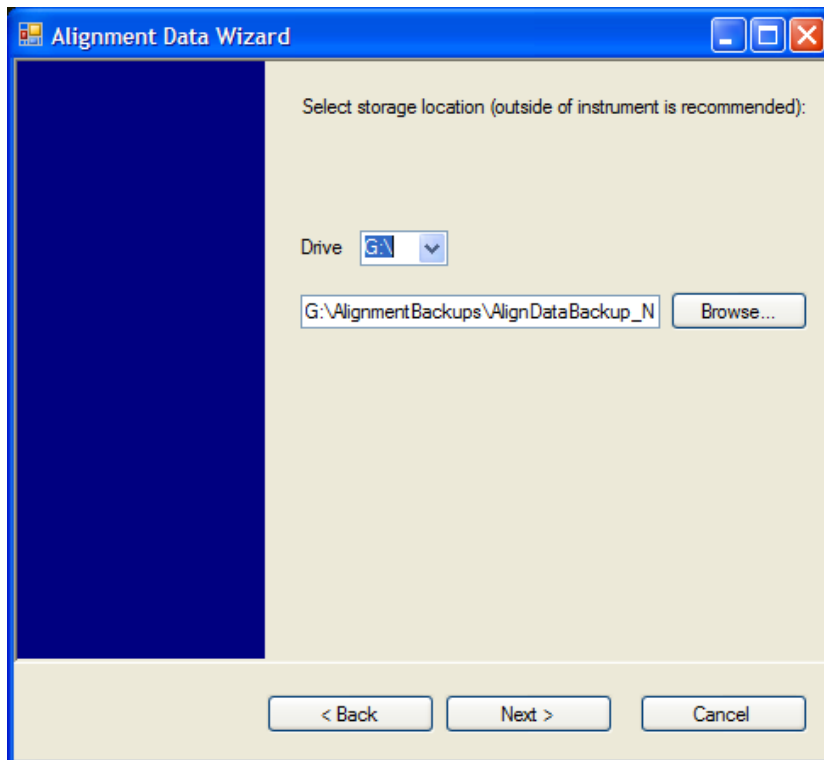 Alignment Data Wizard
Select storage location (outside of instrument is recommended):
Drive G:\
G:\AlignmentBackups\AlignDataBackup_N Browse...
< Back Next > Cancel